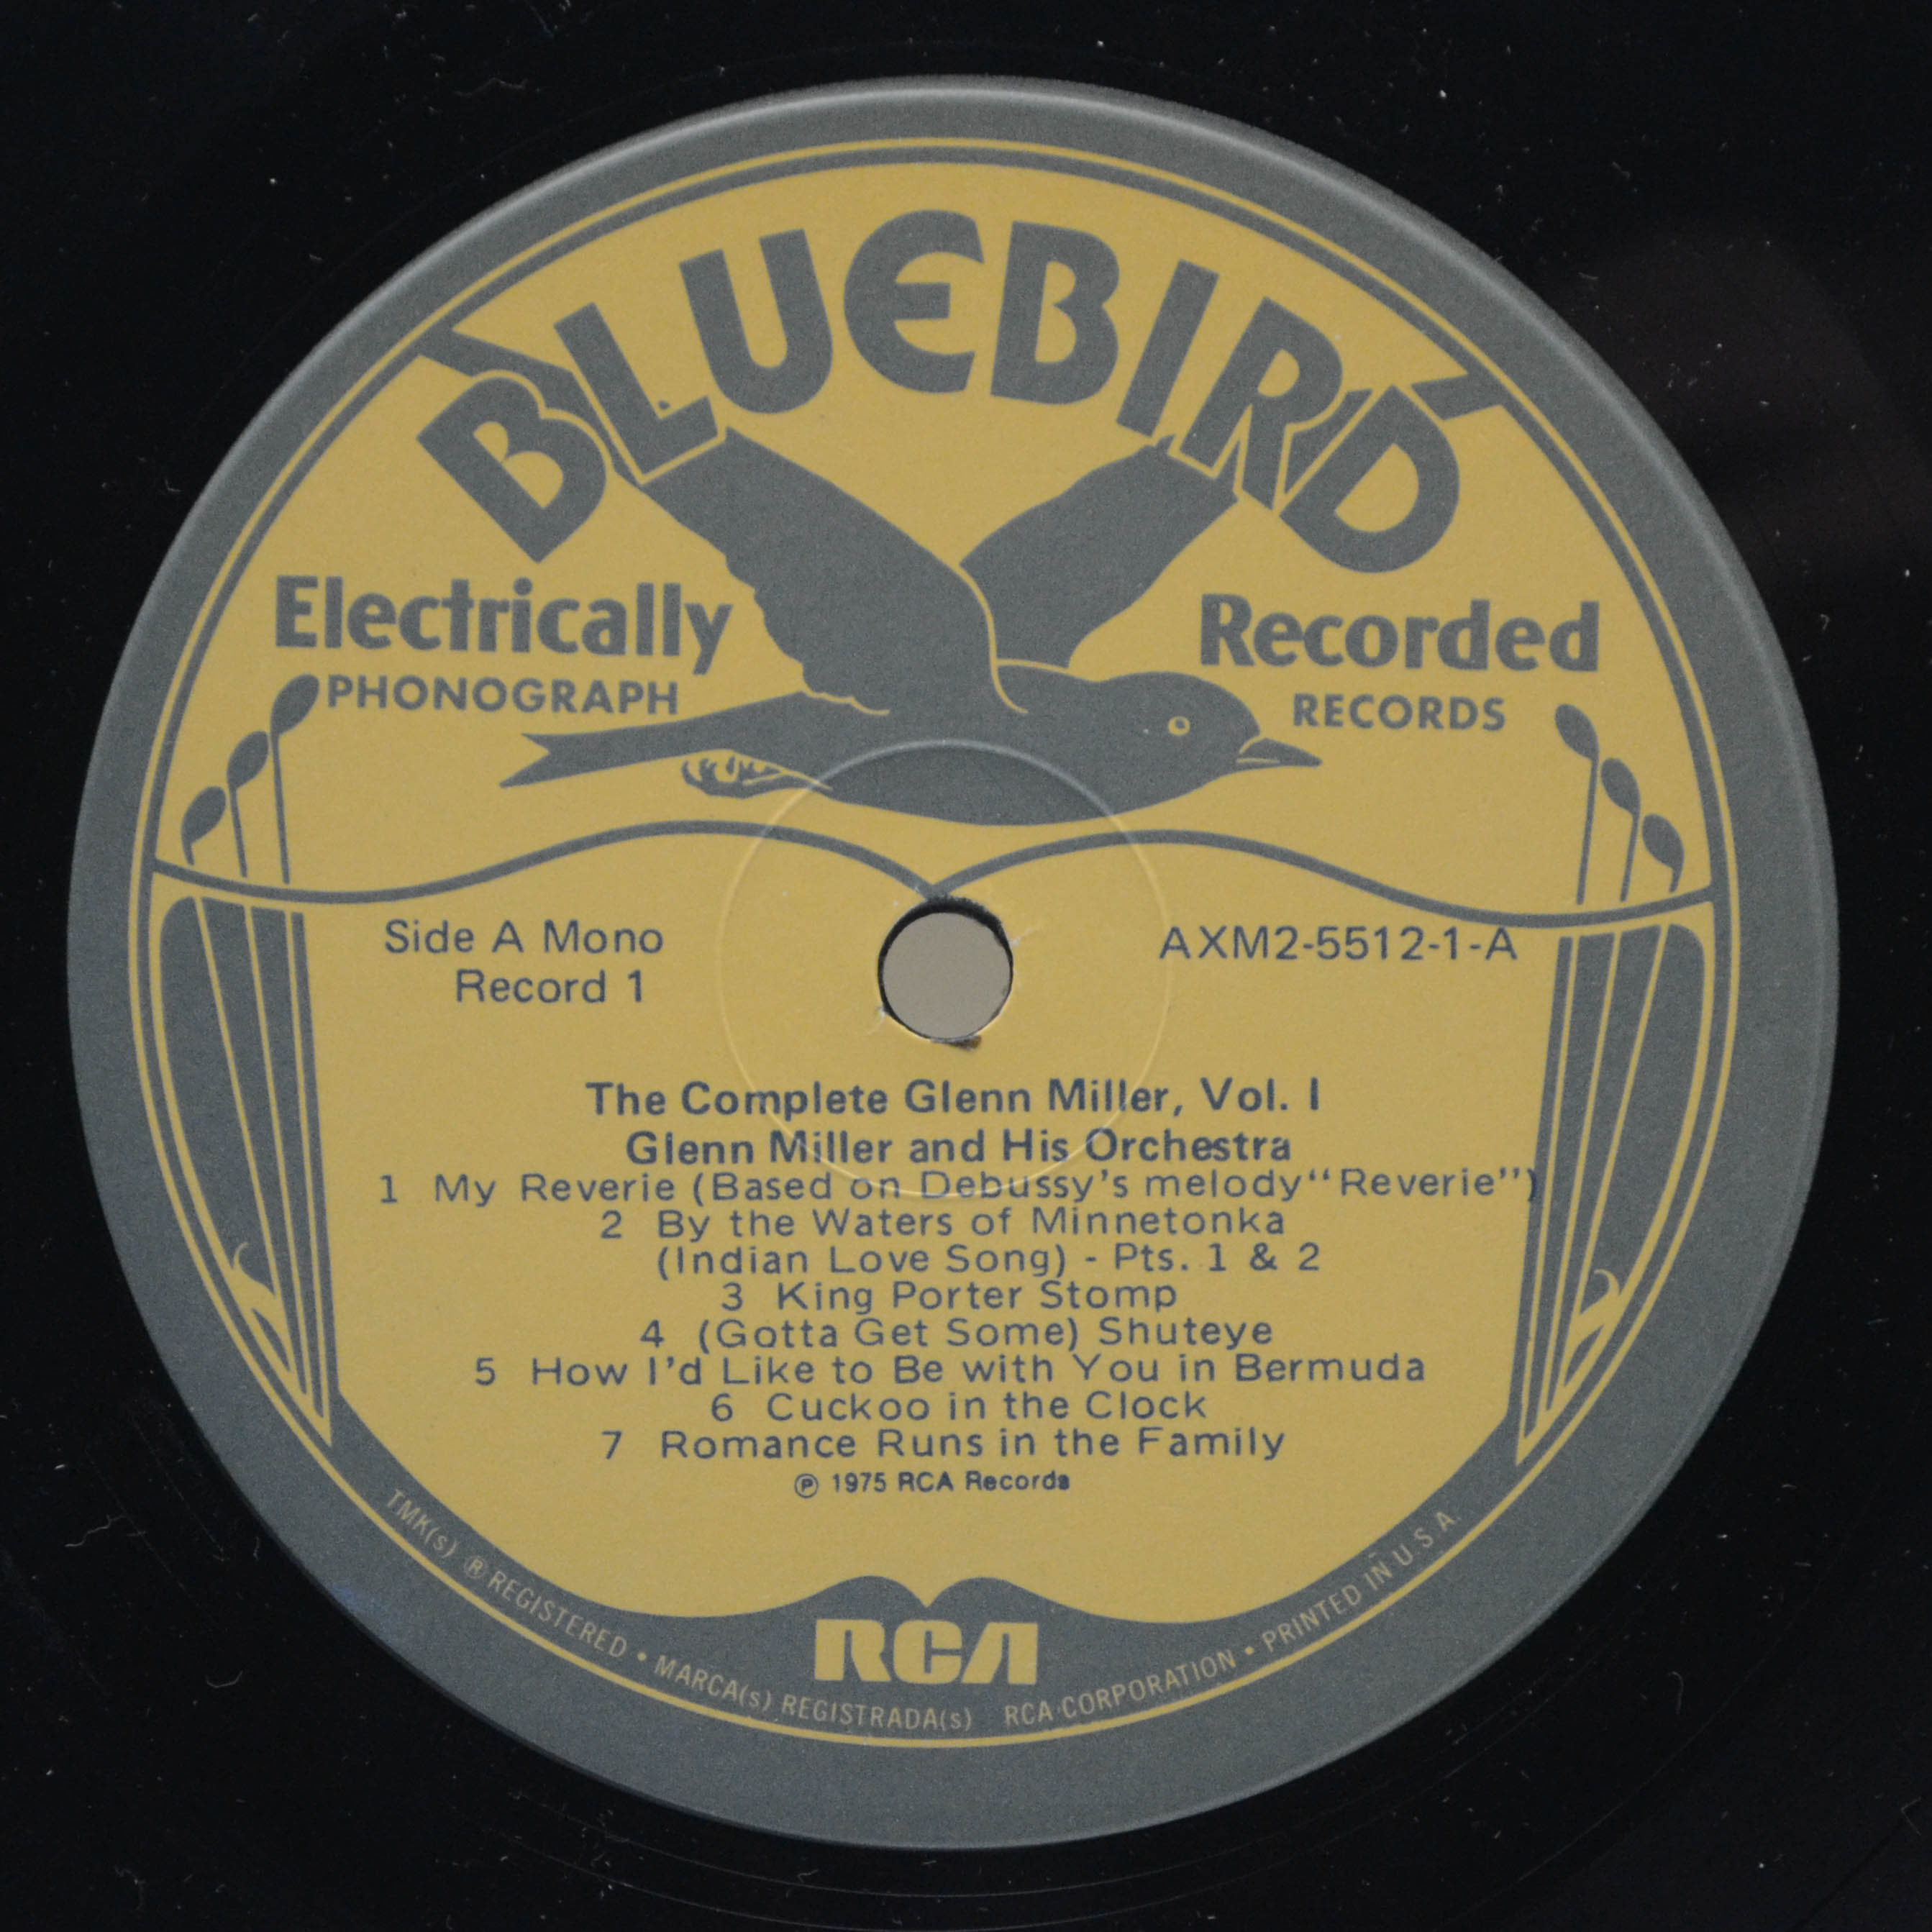 BLUEBIRD
Electrically Recorded
PHONOGRAPH RECORDS
Side A Mono AXM2-5512-1-A
Record 1
The Complete Glenn Miller, Vol. I
Glenn Miller and His Orchestra
1 My Reverie (Based on Debussy's melody "Reverie")
2 By the Waters of Minnetonka
(Indian Love Song) - Pts. 1 & 2
3 King Porter Stomp
4 (Gotta Get Some) Shuteye
5 How I'd Like to Be with You in Bermuda
6 Cuckoo in the Clock
7 Romance Runs in the Family
℗ 1975 RCA Records
RCA
TMK(s) ® REGISTERED • MARCA(s) REGISTRADA(s) RCA CORPORATION • PRINTED IN U.S.A.